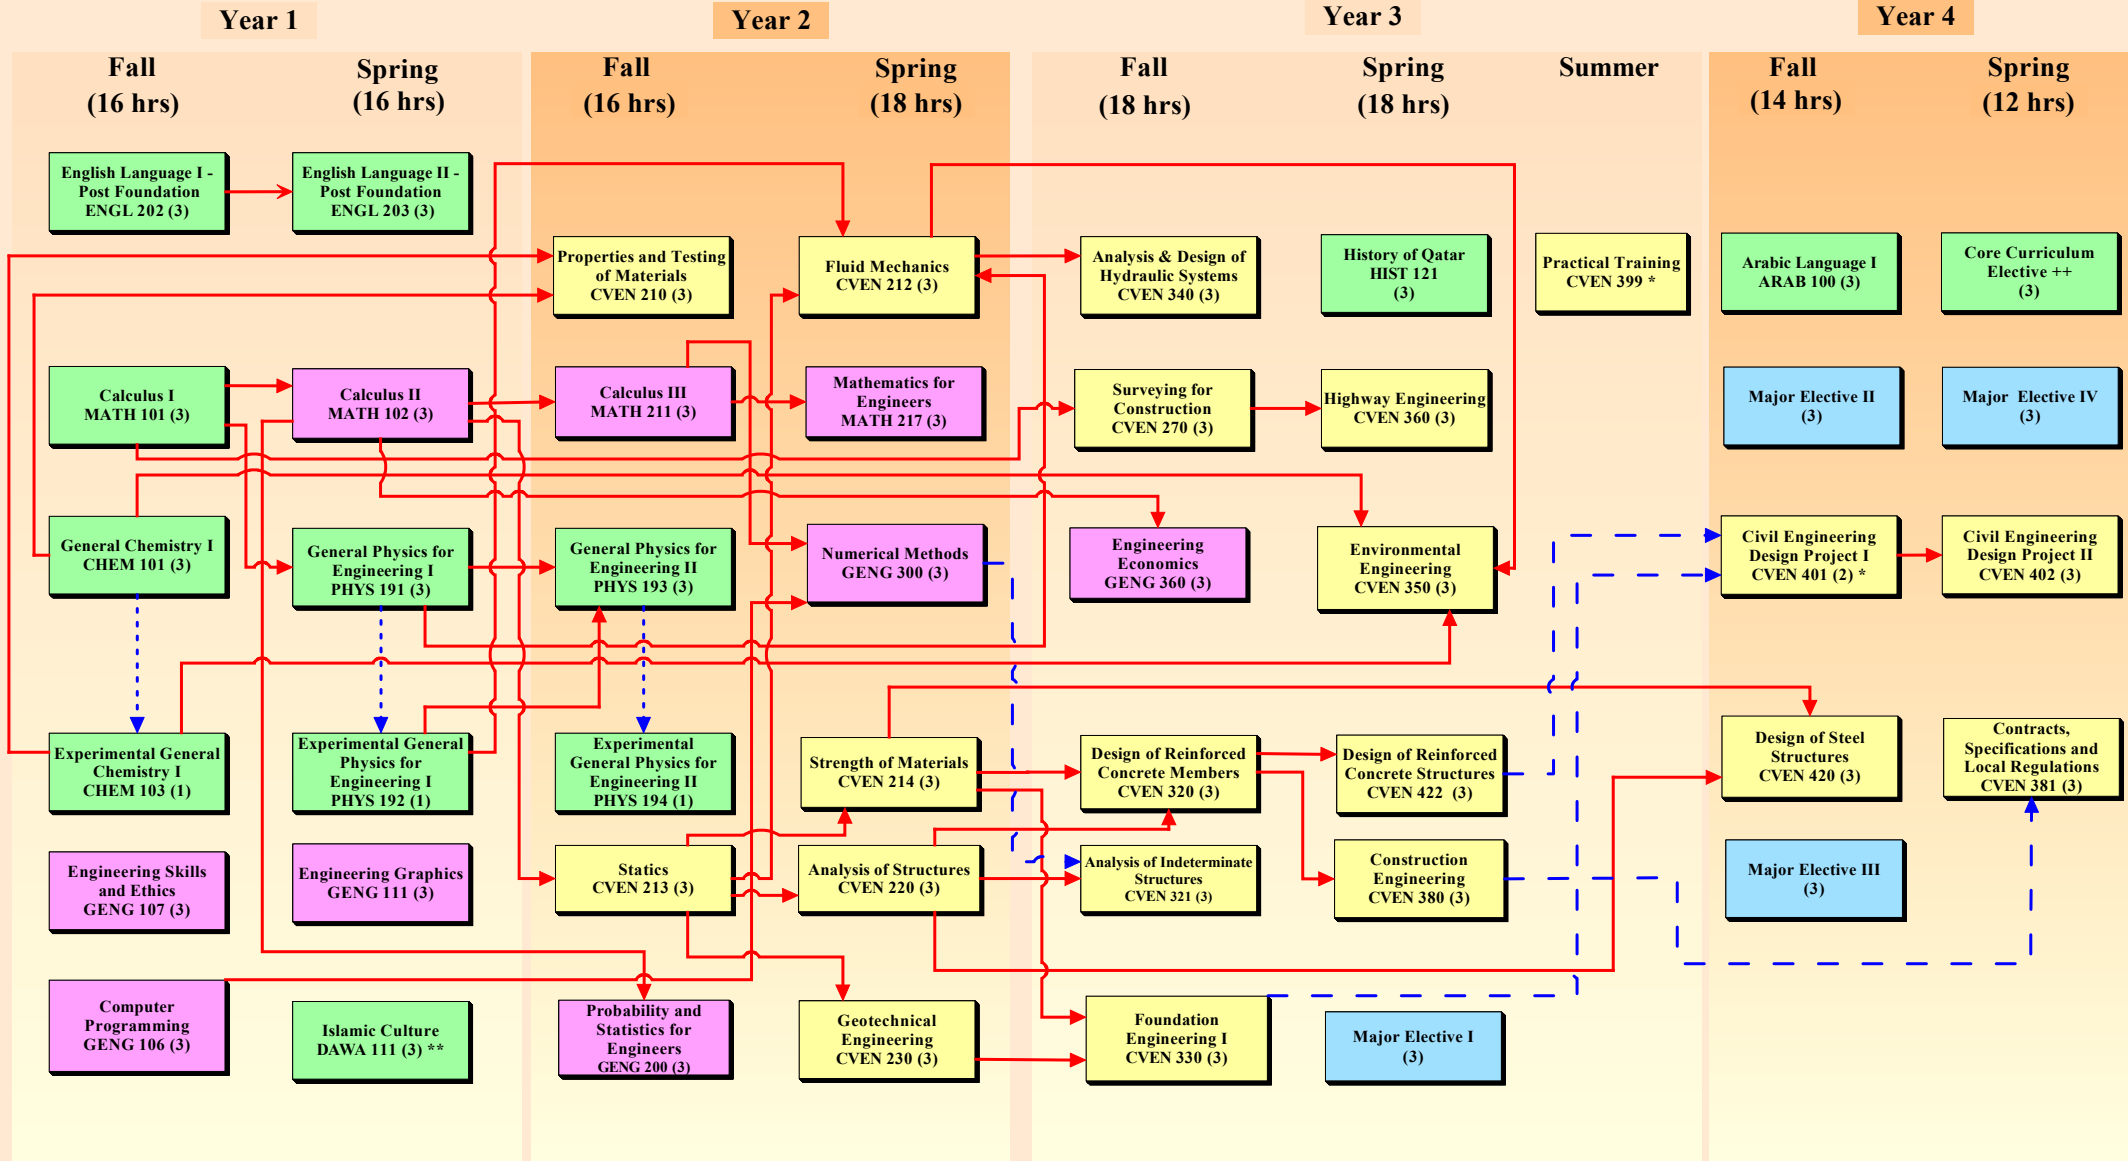 Year 1
Year 2
Year 3
Year 4
Fall
(16 hrs)
Spring
(16 hrs)
Fall
(16 hrs)
Spring
(18 hrs)
Fall
(18 hrs)
Spring
(18 hrs)
Summer
Fall
(14 hrs)
Spring
(12 hrs)
English Language I -
Post Foundation
ENGL 202 (3)
English Language II -
Post Foundation
ENGL 203 (3)
Properties and Testing
of Materials
CVEN 210 (3)
Fluid Mechanics
CVEN 212 (3)
Analysis & Design of
Hydraulic Systems
CVEN 340 (3)
History of Qatar
HIST 121
(3)
Practical Training
CVEN 399 *
Arabic Language I
ARAB 100 (3)
Core Curriculum
Elective ++
(3)
Calculus I
MATH 101 (3)
Calculus II
MATH 102 (3)
Calculus III
MATH 211 (3)
Mathematics for
Engineers
MATH 217 (3)
Surveying for
Construction
CVEN 270 (3)
Highway Engineering
CVEN 360 (3)
Major Elective II
(3)
Major Elective IV
(3)
General Chemistry I
CHEM 101 (3)
General Physics for
Engineering I
PHYS 191 (3)
General Physics for
Engineering II
PHYS 193 (3)
Numerical Methods
GENG 300 (3)
Engineering
Economics
GENG 360 (3)
Environmental
Engineering
CVEN 350 (3)
Civil Engineering
Design Project I
CVEN 401 (2) *
Civil Engineering
Design Project II
CVEN 402 (3)
Experimental General
Chemistry I
CHEM 103 (1)
Experimental General
Physics for
Engineering I
PHYS 192 (1)
Experimental
General Physics for
Engineering II
PHYS 194 (1)
Strength of Materials
CVEN 214 (3)
Design of Reinforced
Concrete Members
CVEN 320 (3)
Design of Reinforced
Concrete Structures
CVEN 422 (3)
Design of Steel
Structures
CVEN 420 (3)
Contracts,
Specifications and
Local Regulations
CVEN 381 (3)
Engineering Skills
and Ethics
GENG 107 (3)
Engineering Graphics
GENG 111 (3)
Statics
CVEN 213 (3)
Analysis of Structures
CVEN 220 (3)
Analysis of Indeterminate
Structures
CVEN 321 (3)
Construction
Engineering
CVEN 380 (3)
Major Elective III
(3)
Computer
Programming
GENG 106 (3)
Islamic Culture
DAWA 111 (3) **
Probability and
Statistics for
Engineers
GENG 200 (3)
Geotechnical
Engineering
CVEN 230 (3)
Foundation
Engineering I
CVEN 330 (3)
Major Elective I
(3)